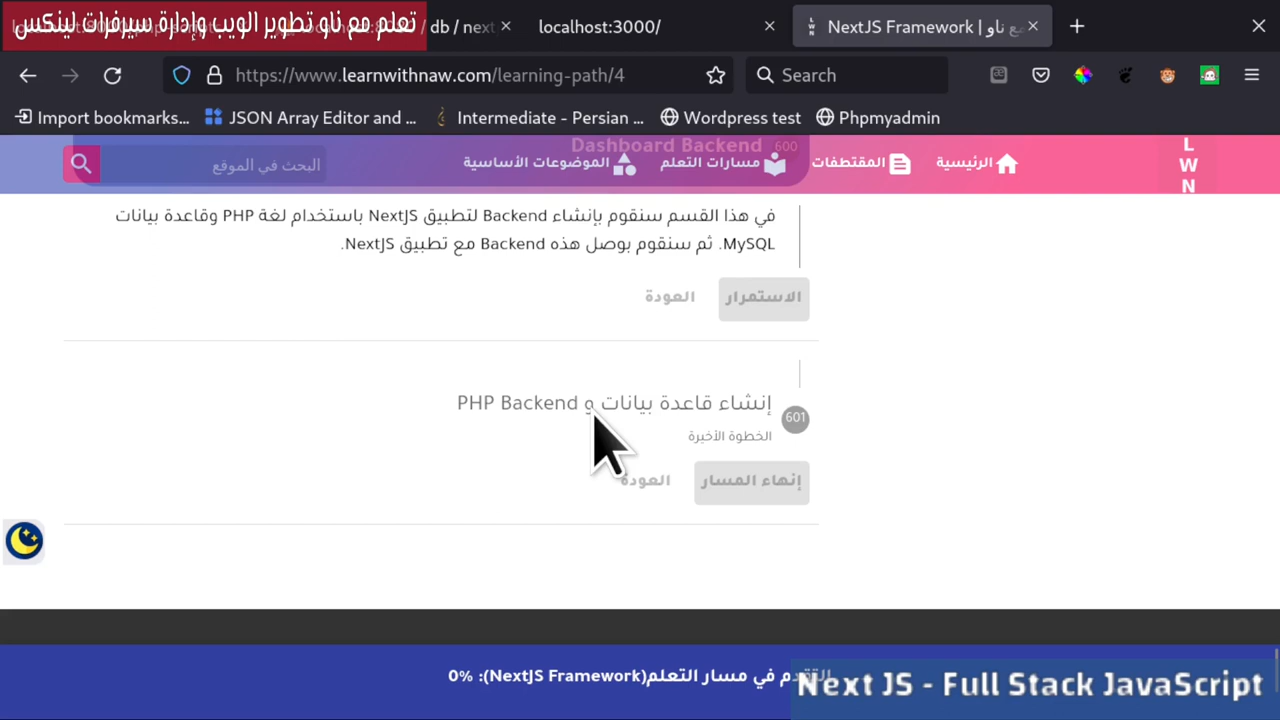 تعلم مع ناو تطوير الويب وإدارة سيرفرات لينكس
/ db / next
localhost:3000/
NextJS Framework | مع ناو
https://www.learnwithnaw.com/learning-path/4
Search
Import bookmarks...
JSON Array Editor and ...
Intermediate - Persian ...
Wordpress test
Phpmyadmin
L
W
N
الرئيسية
المقتطفات
مسارات التعلم
الموضوعات الأساسية
البحث في الموقع
Dashboard Backend 600
في هذا القسم سنقوم بإنشاء Backend لتطبيق NextJS باستخدام لغة PHP وقاعدة بيانات
MySQL. ثم سنقوم بوصل هذه Backend مع تطبيق NextJS.
الاستمرار
العودة
إنشاء قاعدة بيانات و PHP Backend
601
الخطوة الأخيرة
إنهاء المسار
العودة
التقدم في مسار التعلم(NextJS Framework): 0%
Next JS - Full Stack JavaScript